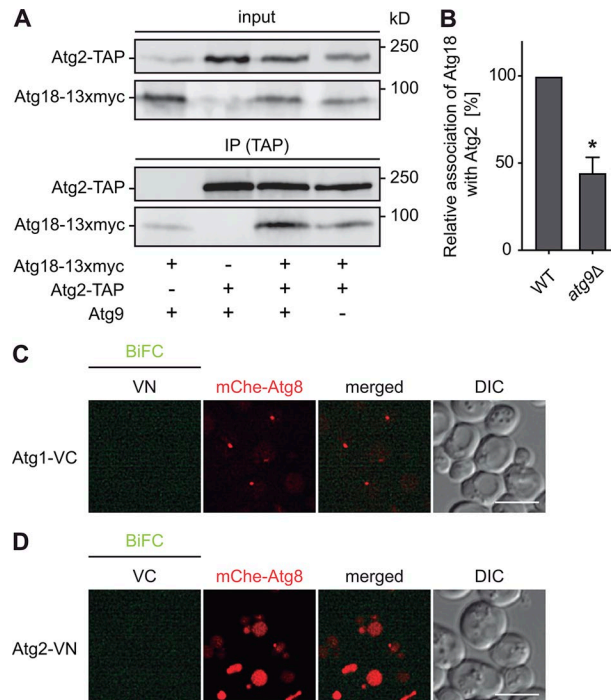 A
input
kD
Atg2-TAP
250
Atg18-13xmyc
100
IP (TAP)
Atg2-TAP
250
Atg18-13xmyc
100
Atg18-13xmyc + - + +
Atg2-TAP - + + +
Atg9 + + + -
B
Relative association of Atg18
with Atg2 [%]
100
50
0
*
WT
atg9Δ
C
BiFC
VN mChe-Atg8 merged DIC
Atg1-VC
D
BiFC
VC mChe-Atg8 merged DIC
Atg2-VN